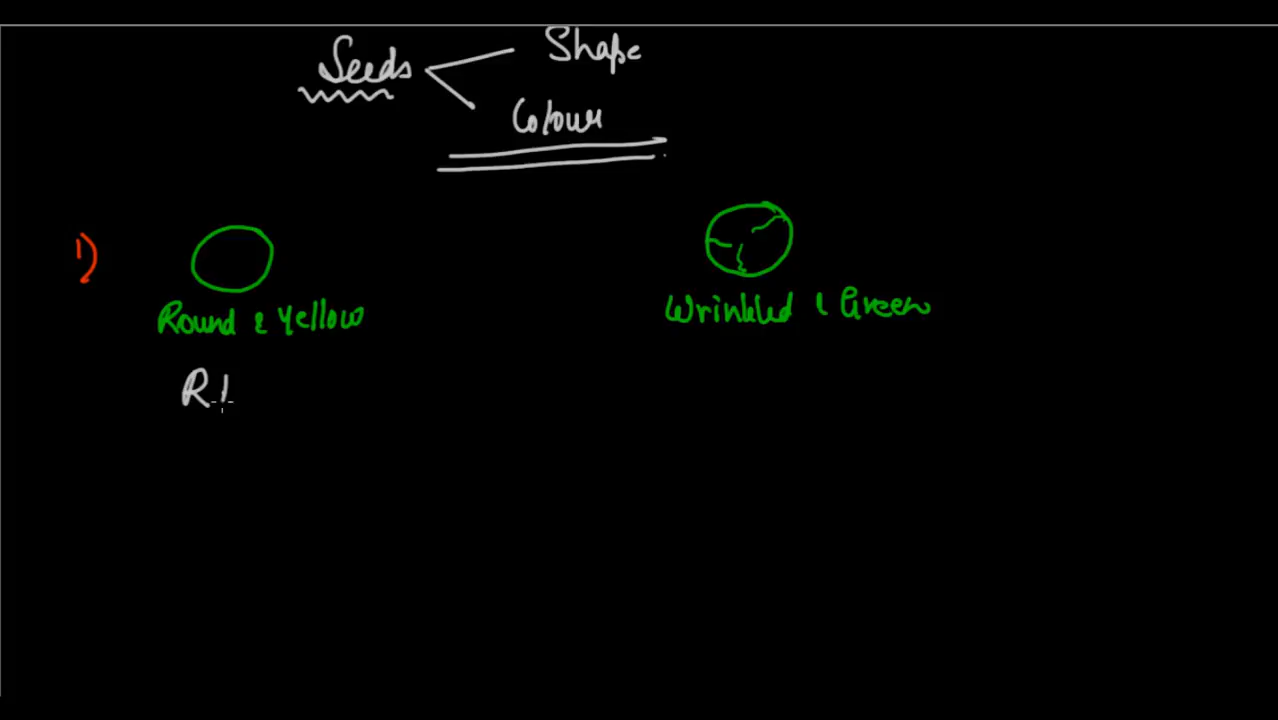 Seeds Shape
Colour
1)
Round & Yellow
Wrinkled & Green
R